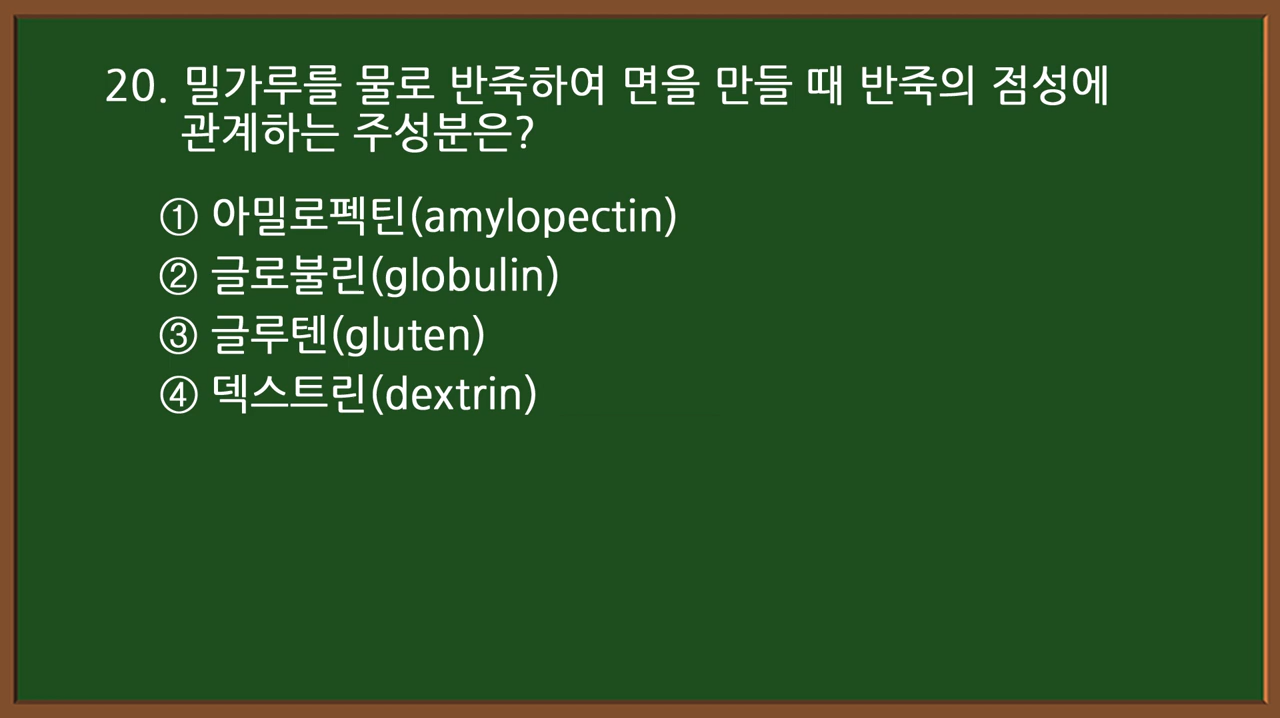 20. 밀가루를 물로 반죽하여 면을 만들 때 반죽의 점성에
관계하는 주성분은?
① 아밀로펙틴(amylopectin)
② 글로불린(globulin)
③ 글루텐(gluten)
④ 덱스트린(dextrin)